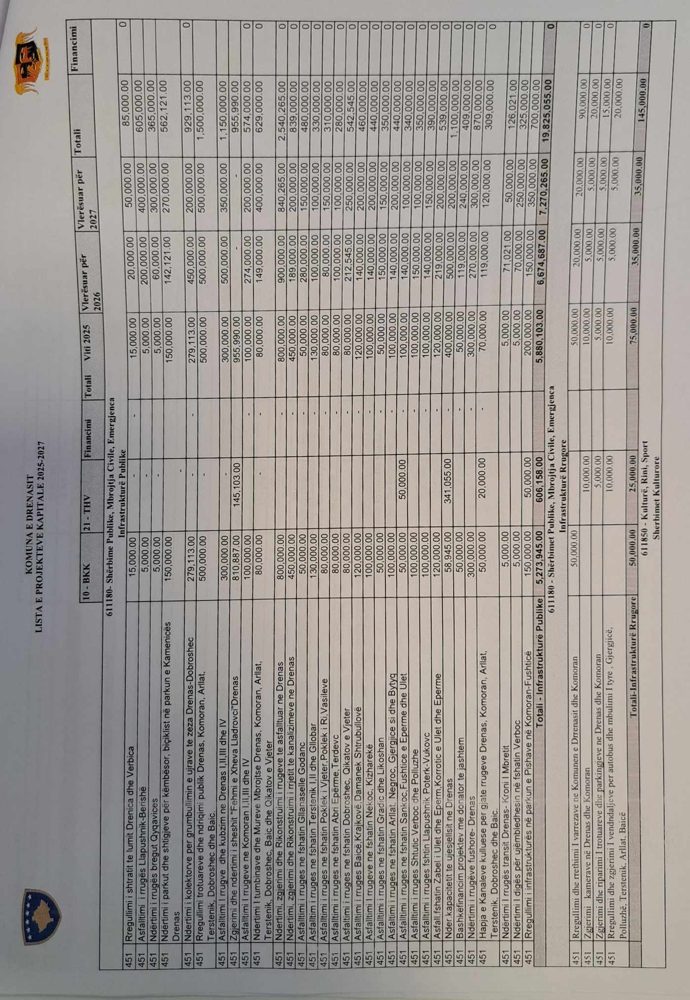 KOMUNA E DRENASIT
LISTA E PROJEKTEVE KAPITALE 2025-2027
10 - BKK 21 - THV Financimi Totali Viti 2025 Vlerësuar për 2026 Vlerësuar për 2027 Totali Financimi
611180- Shërbime Publike, Mbrojtja Civile, Emergjenca
Infrastrukturë Publike
451 Rregullimi i shtratit te lumit Drenica dhe Verbica 15,000.00 - - 15,000.00 20,000.00 50,000.00 85,000.00 0
451 Asfalltimi i rrugës Llapushnik-Berishë 5,000.00 - 5,000.00 200,000.00 400,000.00 605,000.00
451 Ndërtimi i rrugës bregut Qyqavices 5,000.00 - 5,000.00 60,000.00 300,000.00 365,000.00
451 Ndërtimi i parkut dhe shtigjeve për këmbësor, biçiklist në parkun e Kamenicës 150,000.00 - 150,000.00 142,121.00 270,000.00 562,121.00
Drenas
451 Ndërtimi i kolektorve per grumbullimin e ujrave te zeza Drenas-Dobroshec 279,113.00 - - 279,113.00 450,000.00 200,000.00 929,113.00 0
451 Rregullimi trotuareve dhe ndriqimi publik Drenas, Komoran, Arllat, 500,000.00 - 500,000.00 500,000.00 500,000.00 1,500,000.00
Terstenik, Dobroshec dhe Baic.
451 Asfalltimi I rrugve dhe kubzim ne Drenas I,II,III dhe IV 300,000.00 - 300,000.00 500,000.00 350,000.00 1,150,000.00
451 Zgjerimi dhe ndertimi i sheshit "Fehmi e Xheva Lladrovci"Drenas 810,887.00 145,103.00 955,990.00 - - 955,990.00
451 Asfalltimi I rrugeve ne Komoran I,II,III dhe IV 100,000.00 - 100,000.00 274,000.00 200,000.00 574,000.00 0
451 Ndërtimi I tumbinave dhe Mureve Mbrojtse Drenas, Komoran, Arllat, 80,000.00 - - 80,000.00 149,000.00 400,000.00 629,000.00 0
Terstenik, Dobroshec, Baic dhe Qikatov e Vjeter
451 Ndërtimi, zgjerimi dhe Rikonstruimi i rrugeve te asfalltuar ne Drenas 800,000.00 - 800,000.00 900,000.00 840,265.00 2,540,265.00 0
451 Ndërtimi, zgjerimi dhe Rikonstruimi i rrjetit te kanalizimeve ne Drenas 450,000.00 - 450,000.00 189,000.00 200,000.00 839,000.00 0
451 Asfalltimi i rruges ne fshatin Gllanaselle Godanc 50,000.00 - 50,000.00 280,000.00 150,000.00 480,000.00 0
451 Asfaltim i rruges ne fshatin Terstenik I,II dhe Gllobar 130,000.00 - 130,000.00 100,000.00 100,000.00 330,000.00 0
451 Asfalltimi i rruges ne fshatin Poklek i Vjeter,Poklek i Ri,Vasileve 80,000.00 - 80,000.00 80,000.00 150,000.00 310,000.00 0
451 Asfalltimi i rruges ne fshatin Abri Epërme,Terdevc 80,000.00 - 80,000.00 100,000.00 100,000.00 280,000.00 0
451 Asfaltimi i rruges ne fshatin Dobroshec, Qikatov e Vjeter 80,000.00 - 80,000.00 212,545.00 250,000.00 542,545.00 0
451 Asfalltimi i rruges Baicë,Krajkovë,Damanek Shtrubullovë 120,000.00 - 120,000.00 140,000.00 200,000.00 460,000.00 0
451 Asfalltimi I rrugeve ne fshatin Nekoc, Kizharekë 100,000.00 - 100,000.00 140,000.00 200,000.00 440,000.00 0
451 Asfalltimi i rruges ne fshatin Gradic dhe Likoshan 50,000.00 - 50,000.00 150,000.00 150,000.00 350,000.00 0
451 Asfaltimi i rruges ne fshatin Arllat, Negroc, Gjergjice si dhe Bytyq 100,000.00 - 100,000.00 140,000.00 200,000.00 440,000.00 0
451 Asfalltimi i rruges ne fshatin Sankoc,Fushtice e Eperme dhe Ulet 50,000.00 50,000.00 - 100,000.00 140,000.00 100,000.00 340,000.00 0
451 Asfalltimi i rruges Shtutic Verboc dhe Polluzhe 100,000.00 - 100,000.00 150,000.00 100,000.00 350,000.00 0
451 Asfalltimi i rruges fshtin Llapushnik Poterk-Vukovc 100,000.00 - 100,000.00 140,000.00 150,000.00 390,000.00 0
451 Asfall.fshatin Zabel i Ulet dhe Eperm,Korrotic e Ulet dhe Eperme 120,000.00 - 120,000.00 219,000.00 200,000.00 539,000.00 0
451 Nder.kapacitetit te ujesjellsit ne Drenas 58,945.00 341,055.00 - 400,000.00 500,000.00 200,000.00 1,100,000.00 0
451 Bashkëfinancim projektev me donator te jashtem 50,000.00 - 50,000.00 119,000.00 240,000.00 409,000.00 0
451 Ndërtimi i rrugëve fushore- Drenas 300,000.00 - 300,000.00 270,000.00 300,000.00 870,000.00 0
451 Hapja e Kanaleve kulluese per gjate rrugeve Drenas, Komoran, Arllat, 50,000.00 20,000.00 - 70,000.00 119,000.00 120,000.00 309,000.00 0
Terstenik, Dobroshec dhe Baic.
451 Ndërtimi I rrugës transit Drenas- Kroni I Mbretit 5,000.00 5,000.00 71,021.00 50,000.00 126,021.00
451 Ndërtimi I digës për ujëmbledhesin në fshatin Verboc 5,000.00 5,000.00 70,000.00 250,000.00 325,000.00
451 Rregullimi i infrastrukturës në parkun e Pishave në Komoran-Fushticë 150,000.00 50,000.00 200,000.00 150,000.00 350,000.00 700,000.00
Totali - Infrastrukturë Publike 5,273,945.00 606,158.00 5,880,103.00 6,674,687.00 7,270,265.00 19,825,055.00 0
611180 - Shërbimet Publike, Mbrojtja Civile, Emergjenca
Infrastrukturë Rrugore
451 Rregullimi dhe rrethimi I varrezave ne Komunen e Drrenasit dhe Komoran 50,000.00 50,000.00 20,000.00 20,000.00 90,000.00 0
451 Zgjerimi i kamerave në Drenas dhe Komoran 10,000.00 10,000.00 5,000.00 5,000.00 20,000.00 0
451 Zgjerimi dhe riparimi I trotuareve dhe parkingjeve ne Drenas dhe Komoran 5,000.00 5,000.00 5,000.00 5,000.00 15,000.00 0
451 Rregullimi dhe zgjerimi I vendndaljeve per autobus dhe mbulimi I tyre , Gjergjicë, 10,000.00 10,000.00 5,000.00 5,000.00 20,000.00
Polluzhë, Terstenik, Arllat, Baicë
Totali-Infrastrukturë Rrugore 50,000.00 25,000.00 75,000.00 35,000.00 35,000.00 145,000.00 0
611850 - Kulturë, Rini, Sport
Sherbimet Kulturore